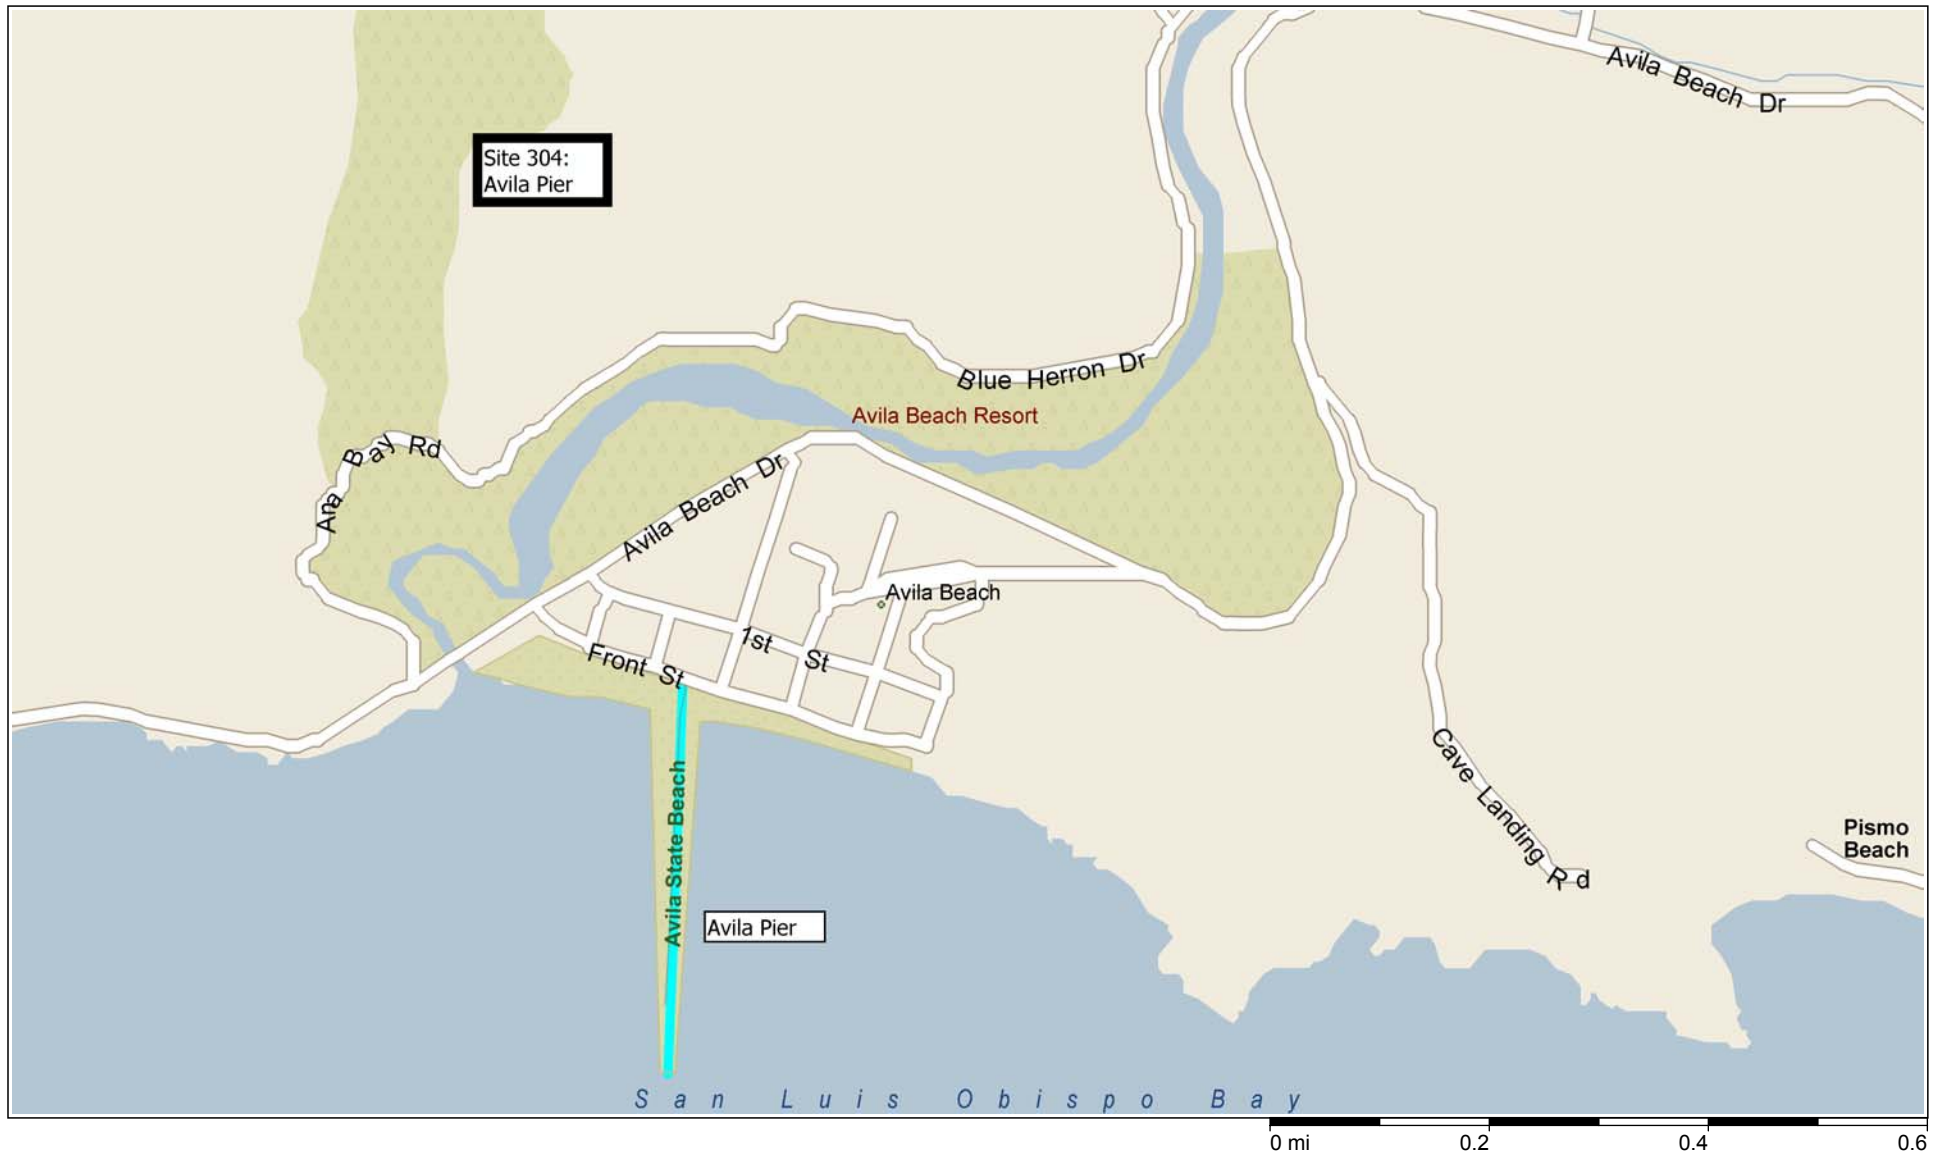 Avila Beach Dr
Site 304:
Avila Pier
Blue Herron Dr
Avila Beach Resort
Ana Bay Rd
Avila Beach Dr
Avila Beach
1st St
Front St
Avila State Beach
Cave Landing Rd
Pismo
Beach
Avila Pier
San Luis Obispo Bay
0 mi 0.2 0.4 0.6